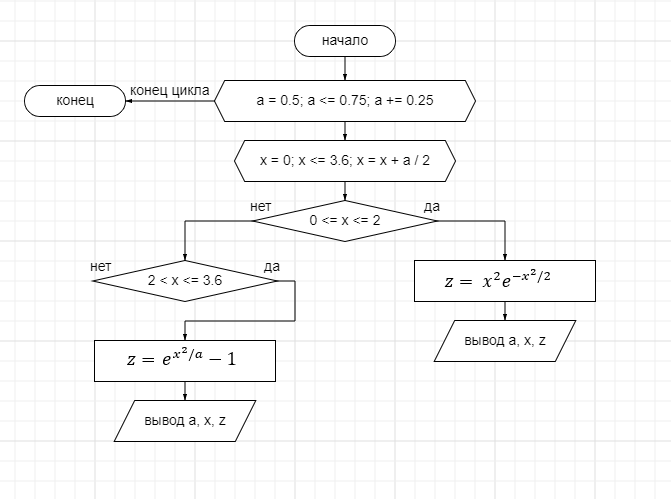 начало
конец
конец цикла
a = 0.5; a <= 0.75; a += 0.25
x = 0; x <= 3.6; x = x + a / 2
нет
0 <= x <= 2
да
нет
2 < x <= 3.6
да
z = x²e^(-x²/2)
вывод a, x, z
z = e^(x²/a) − 1
вывод a, x, z